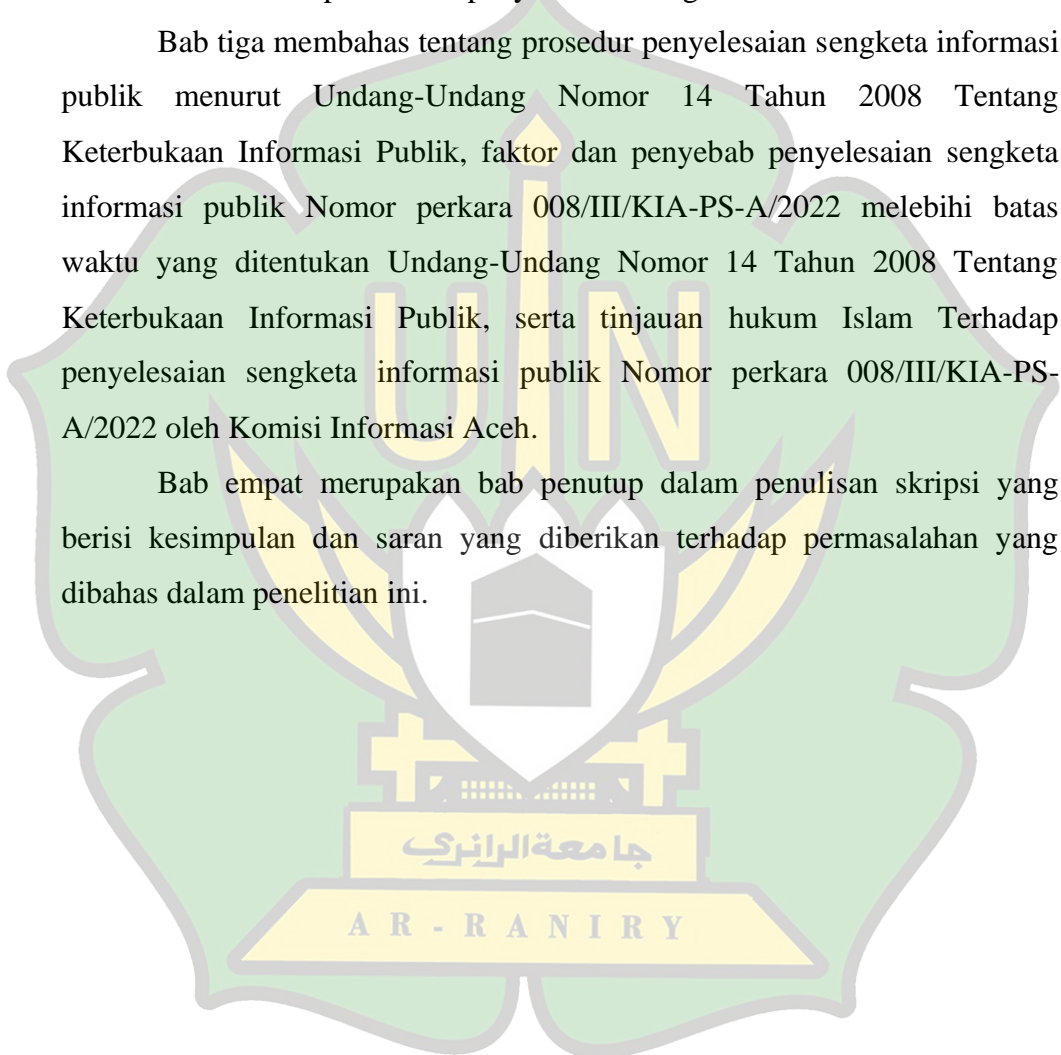 Bab tiga membahas tentang prosedur penyelesaian sengketa informasi
publik menurut Undang-Undang Nomor 14 Tahun 2008 Tentang
Keterbukaan Informasi Publik, faktor dan penyebab penyelesaian sengketa
informasi publik Nomor perkara 008/III/KIA-PS-A/2022 melebihi batas
waktu yang ditentukan Undang-Undang Nomor 14 Tahun 2008 Tentang
Keterbukaan Informasi Publik, serta tinjauan hukum Islam Terhadap
penyelesaian sengketa informasi publik Nomor perkara 008/III/KIA-PS-
A/2022 oleh Komisi Informasi Aceh.
Bab empat merupakan bab penutup dalam penulisan skripsi yang
berisi kesimpulan dan saran yang diberikan terhadap permasalahan yang
dibahas dalam penelitian ini.
UIN
جامعة الرانري
AR-RANIRY